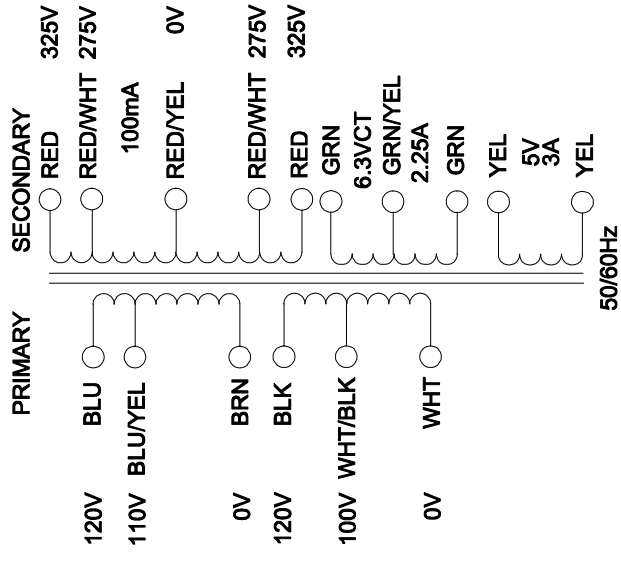 PRIMARY
SECONDARY
120V BLU
110V BLU/YEL
0V BRN
120V BLK
100V WHT/BLK
0V WHT
RED 325V
RED/WHT 275V
100mA
RED/YEL 0V
RED/WHT 275V
RED 325V
GRN
6.3VCT
GRN/YEL
2.25A
GRN
YEL
5V
3A
YEL
50/60Hz